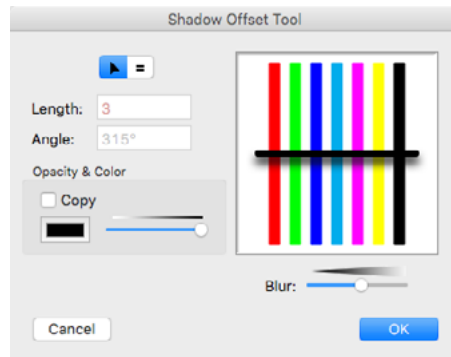 Shadow Offset Tool
=
Length: 3
Angle: 315°
Opacity & Color
Copy
Blur:
Cancel
OK